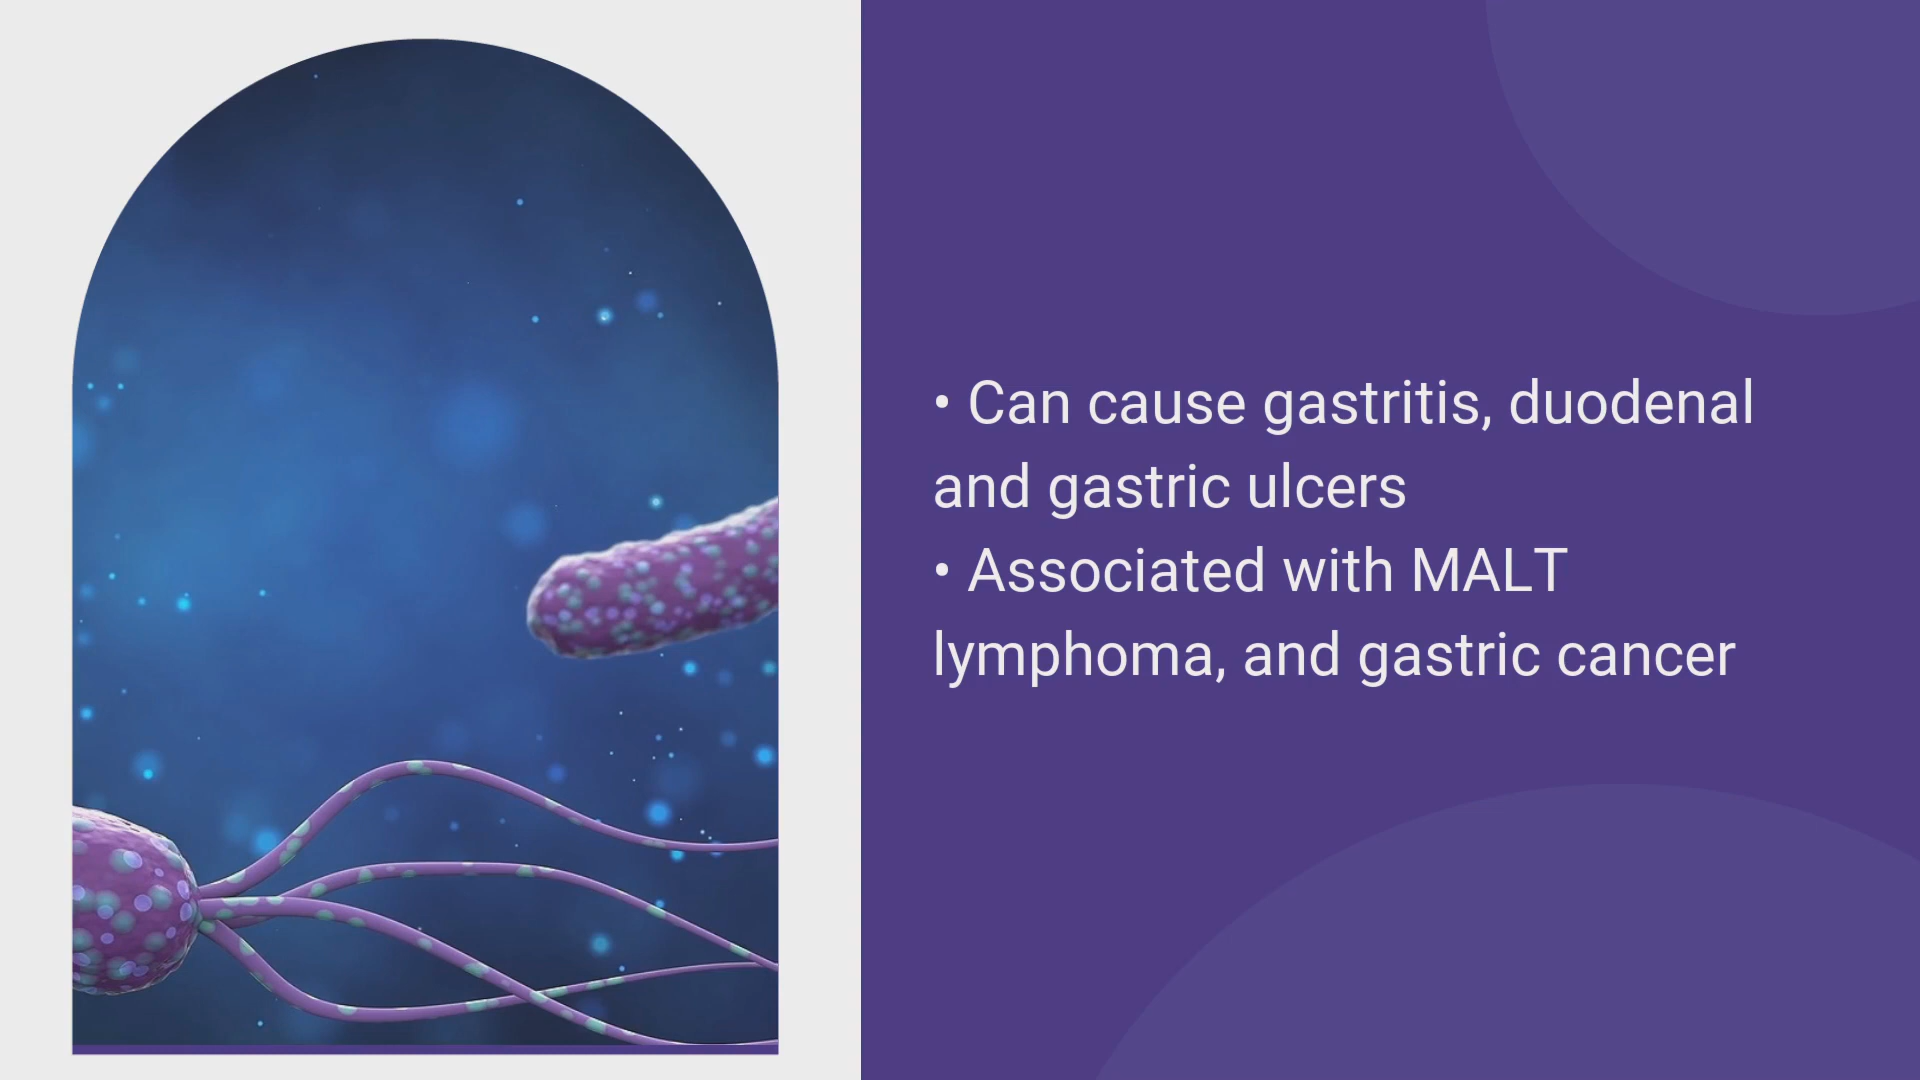 • Can cause gastritis, duodenal
and gastric ulcers
• Associated with MALT
lymphoma, and gastric cancer